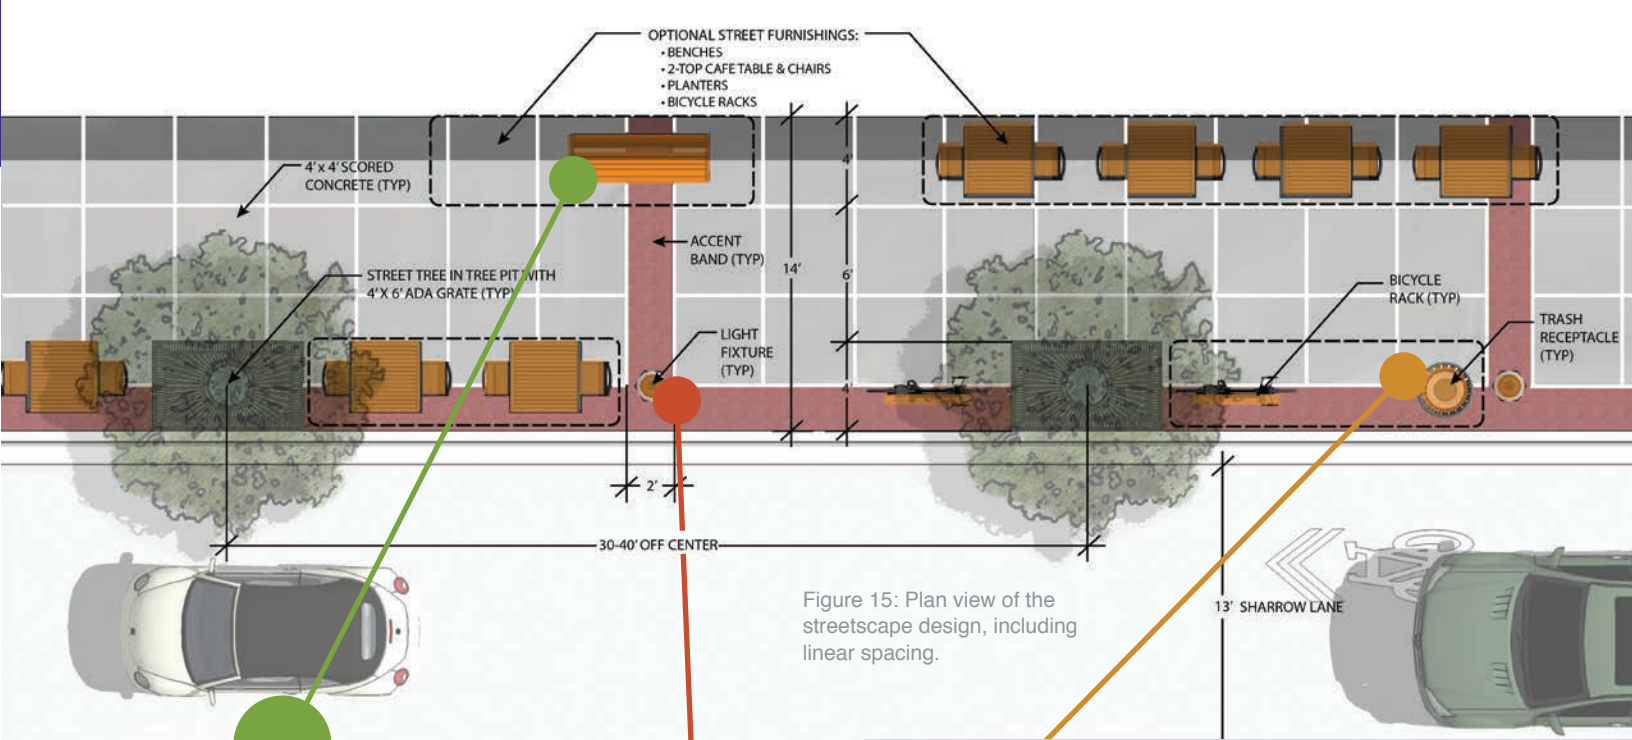 OPTIONAL STREET FURNISHINGS:
• BENCHES
• 2-TOP CAFE TABLE & CHAIRS
• PLANTERS
• BICYCLE RACKS
4' x 4' SCORED
CONCRETE (TYP)
4'
ACCENT
BAND (TYP)
14'
6'
STREET TREE IN TREE PIT WITH
4' X 6' ADA GRATE (TYP)
BICYCLE
RACK (TYP)
LIGHT
FIXTURE
(TYP)
TRASH
RECEPTACLE
(TYP)
4'
2'
30-40' OFF CENTER
Figure 15: Plan view of the
streetscape design, including
linear spacing.
13' SHARROW LANE